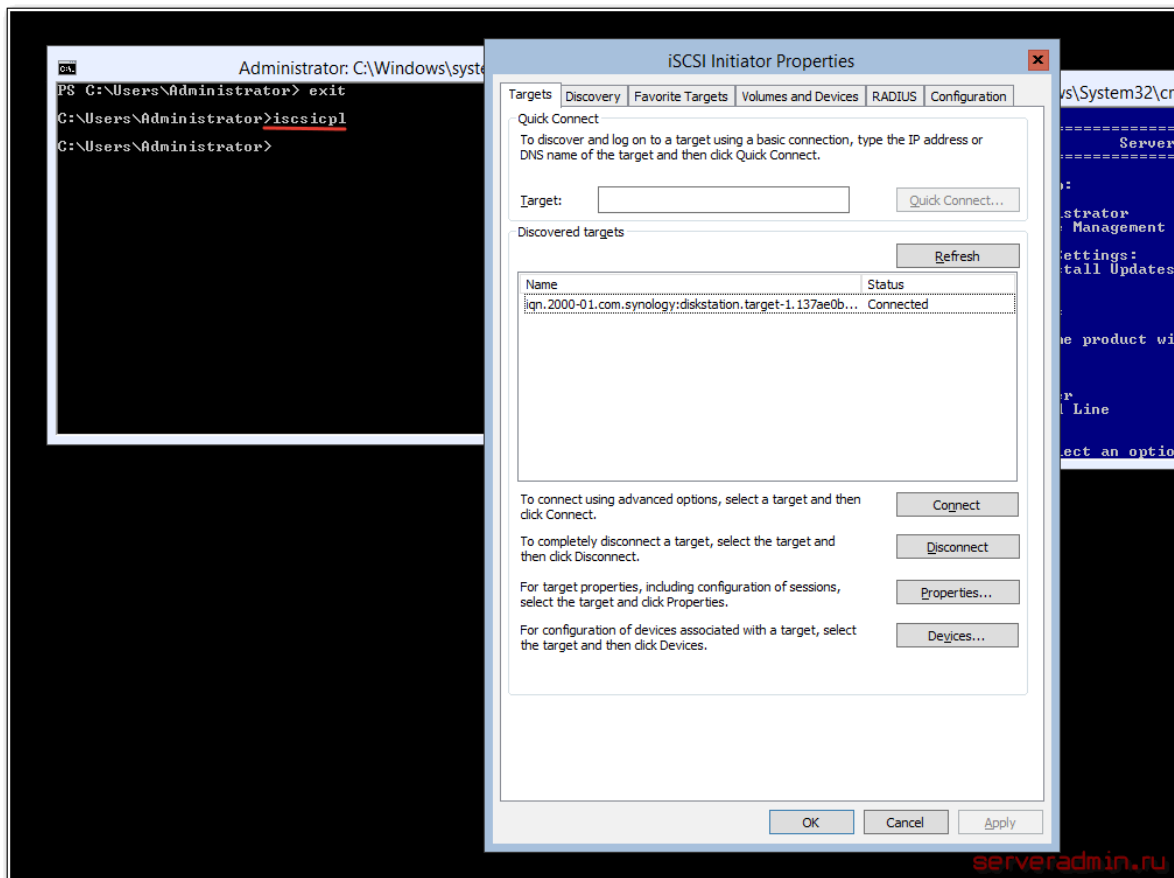 Administrator: C:\Windows\syste
PS C:\Users\Administrator> exit
C:\Users\Administrator>iscsicpl
C:\Users\Administrator>
iSCSI Initiator Properties
Targets Discovery Favorite Targets Volumes and Devices RADIUS Configuration
Quick Connect
To discover and log on to a target using a basic connection, type the IP address or
DNS name of the target and then click Quick Connect.
Target:
Quick Connect...
Discovered targets
Refresh
Name Status
iqn.2000-01.com.synology:diskstation.target-1.137ae0b... Connected
To connect using advanced options, select a target and then
click Connect.
Connect
To completely disconnect a target, select the target and
then click Disconnect.
Disconnect
For target properties, including configuration of sessions,
select the target and click Properties.
Properties...
For configuration of devices associated with a target, select
the target and then click Devices.
Devices...
OK Cancel Apply
\System32\
Server
Management
ettings:
tall Updates
product wi
Line
ect an optio
serveradmin.ru